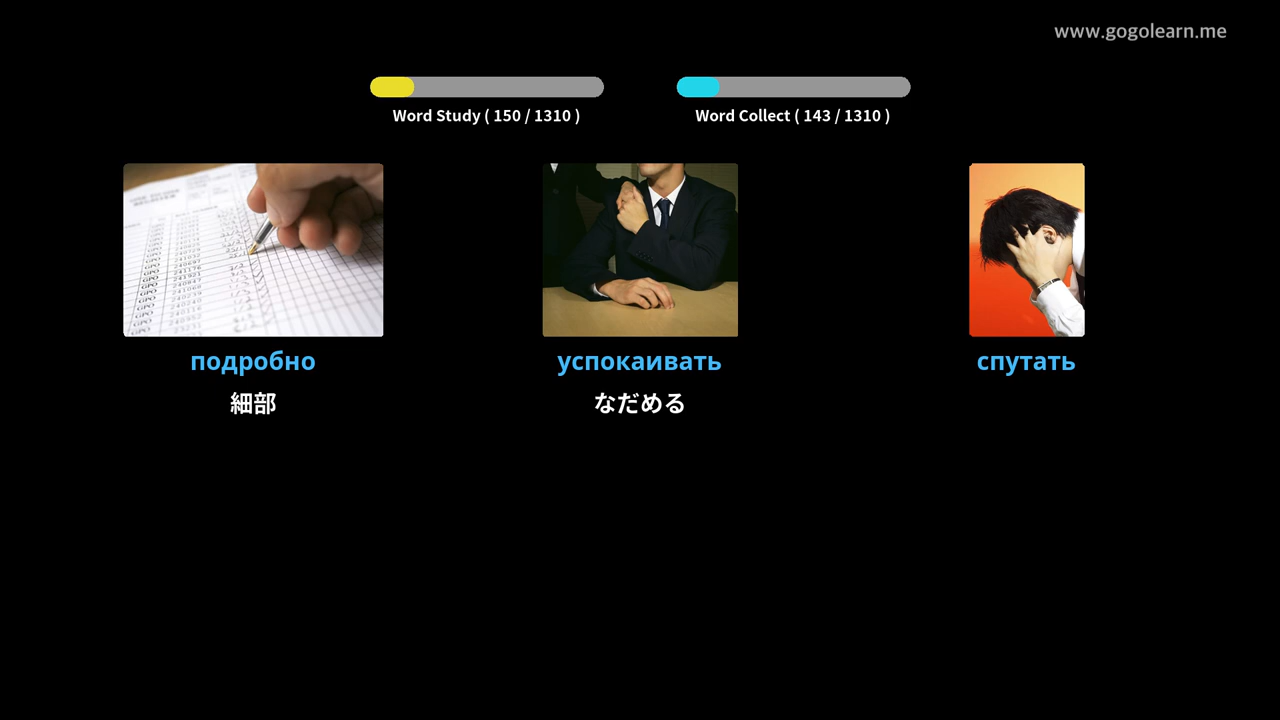 www.gogolearn.me
Word Study ( 150 / 1310 )
Word Collect ( 143 / 1310 )
подробно
успокаивать
спутать
細部
なだめる